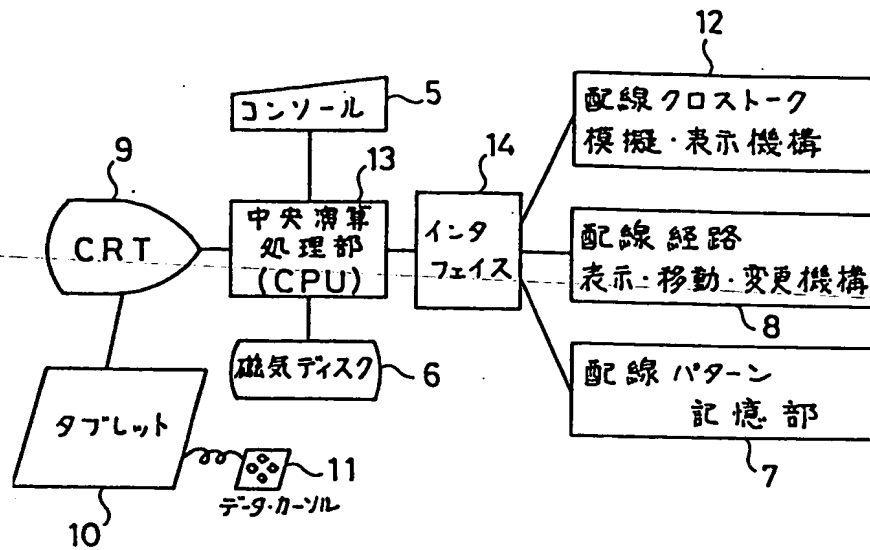 12
コンソール
5
配線クロストーク
模擬・表示機構
9
13
14
CRT
中央演算
処理部
(CPU)
インタ
フェイス
配線経路
表示・移動・変更機構
8
磁気ディスク
6
配線パターン
記憶部
7
タブレット
10
11
データ・カーソル